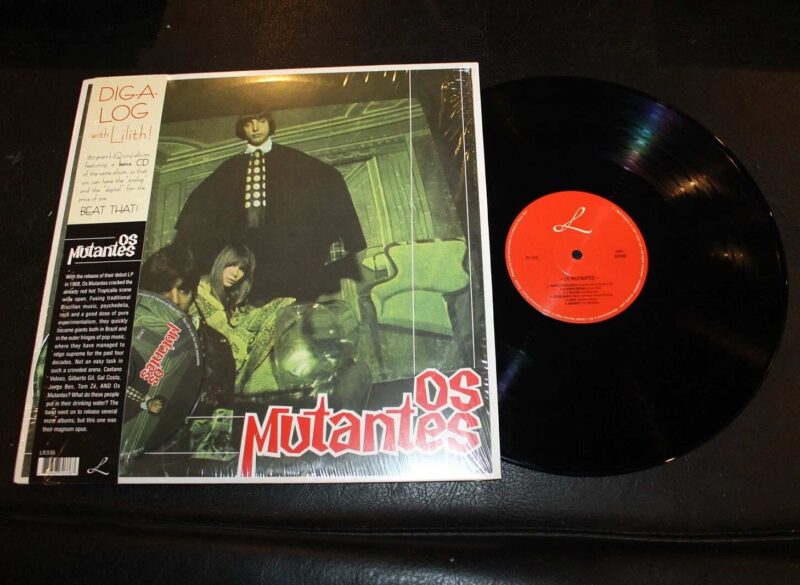 DIG-A-
LOG
with Lilith!
180 gram HQ vinyl albums
featuring a bonus CD
of the same album, so that
you can have the "analog"
and the "digital" for the
price of one.
BEAT THAT!
OS
Mutantes
With the release of their debut LP
in 1968, Os Mutantes cracked the
already red hot Tropicalia scene
wide open. Fusing traditional
Brazilian music, psychedelia,
rock and a good dose of pure
experimentalism, they quickly
became giants both in Brazil and
in the outer fringes of pop music,
where they have managed to
reign supreme for the past four
decades. Not an easy task in
such a crowded arena. Caetano
Veloso, Gilberto Gil, Gal Costa,
Jorge Ben, Tom Zé, AND Os
Mutantes? What do these people
put in their drinking water? The
band went on to release several
more albums, but this one was
their magnum opus.
LR336
L
OS
Mutantes
OS
Mutantes
L
• OS MUTANTES •